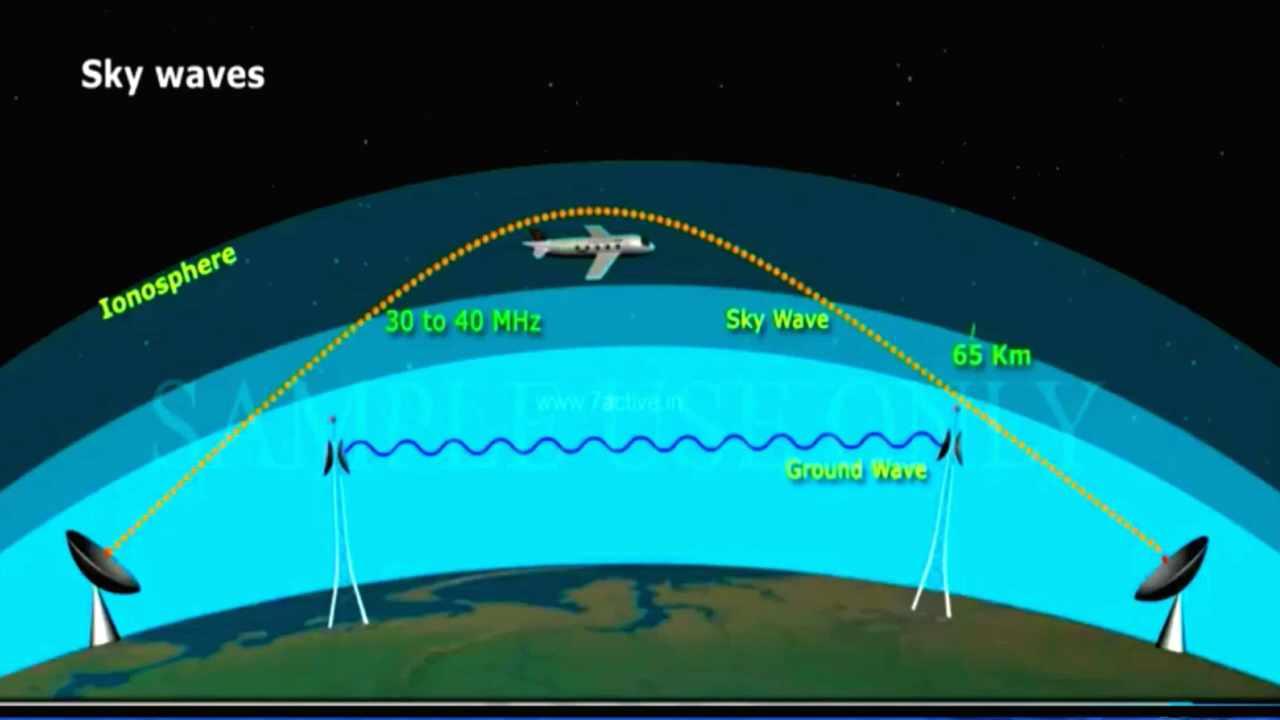 Sky waves
Ionosphere
30 to 40 MHz
Sky Wave
65 Km
SAMPLE USE ONLY
www.7active.in
Ground Wave